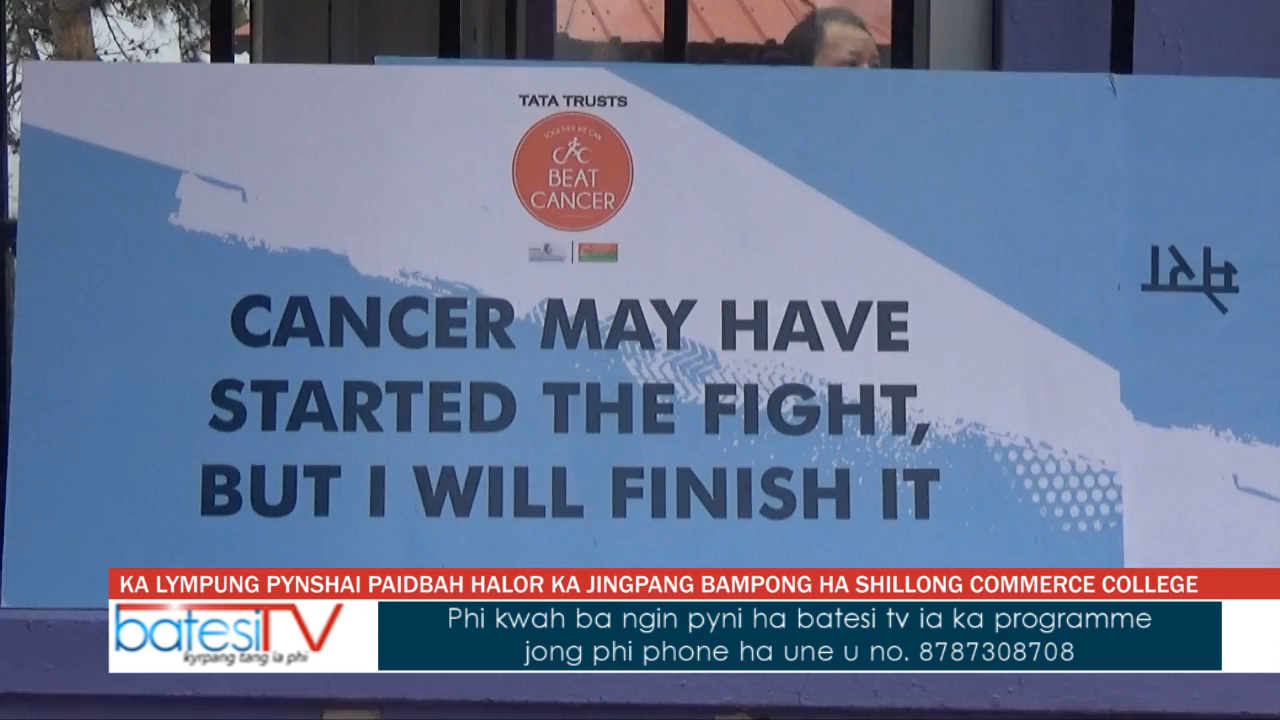 TATA TRUSTS
TOGETHER WE CAN
BEAT
CANCER
CANCER MAY HAVE
STARTED THE FIGHT,
BUT I WILL FINISH IT
KA LYMPUNG PYNSHAI PAIDBAH HALOR KA JINGPANG BAMPONG HA SHILLONG COMMERCE COLLEGE
batesi TV
kyrpang tang ia phi
Phi kwah ba ngin pyni ha batesi tv ia ka programme
jong phi phone ha une u no. 8787308708